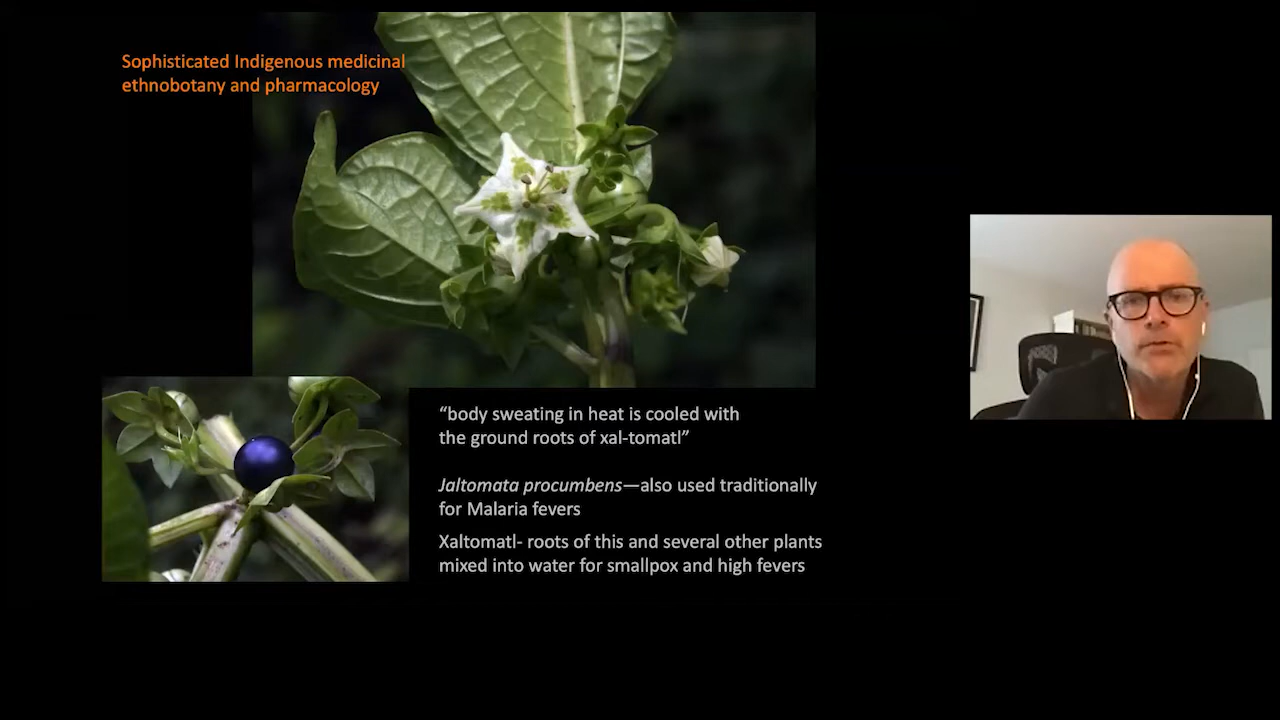 Sophisticated Indigenous medicinal
ethnobotany and pharmacology
“body sweating in heat is cooled with
the ground roots of xal-tomatl”
Jaltomata procumbens—also used traditionally
for Malaria fevers
Xaltomatl- roots of this and several other plants
mixed into water for smallpox and high fevers